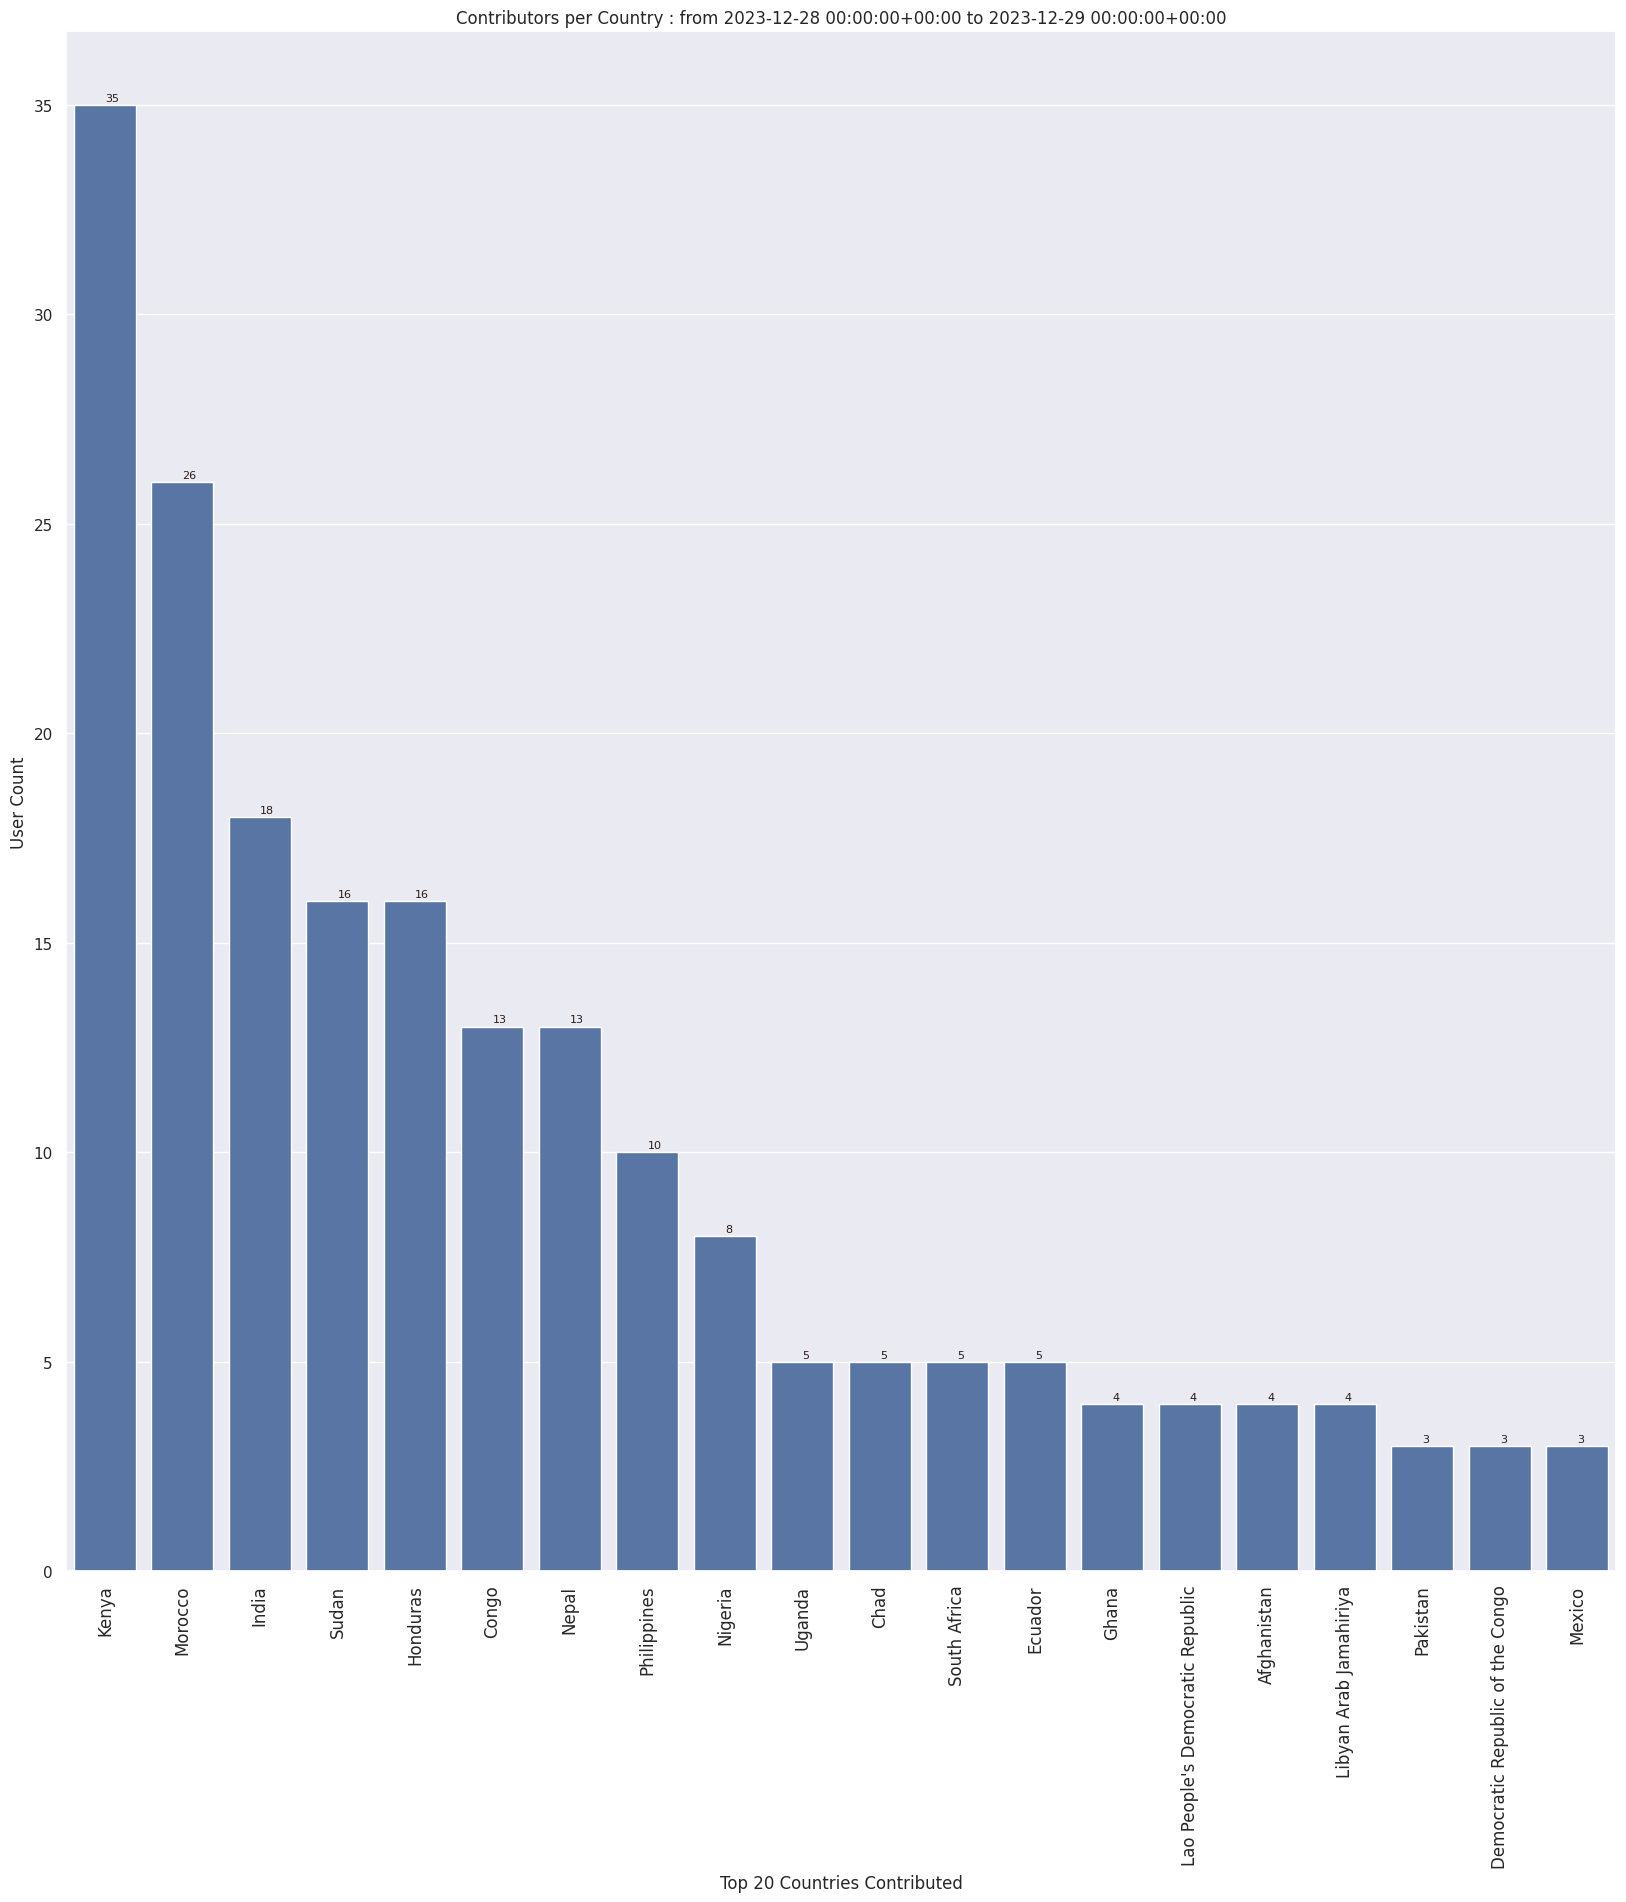 Contributors per Country : from 2023-12-28 00:00:00+00:00 to 2023-12-29 00:00:00+00:00
User Count
35
30
25
20
15
10
5
0
35
26
18
16
16
13
13
10
8
5
5
5
5
4
4
4
4
3
3
3
Kenya
Morocco
India
Sudan
Honduras
Congo
Nepal
Philippines
Nigeria
Uganda
Chad
South Africa
Ecuador
Ghana
Lao People's Democratic Republic
Afghanistan
Libyan Arab Jamahiriya
Pakistan
Democratic Republic of the Congo
Mexico
Top 20 Countries Contributed